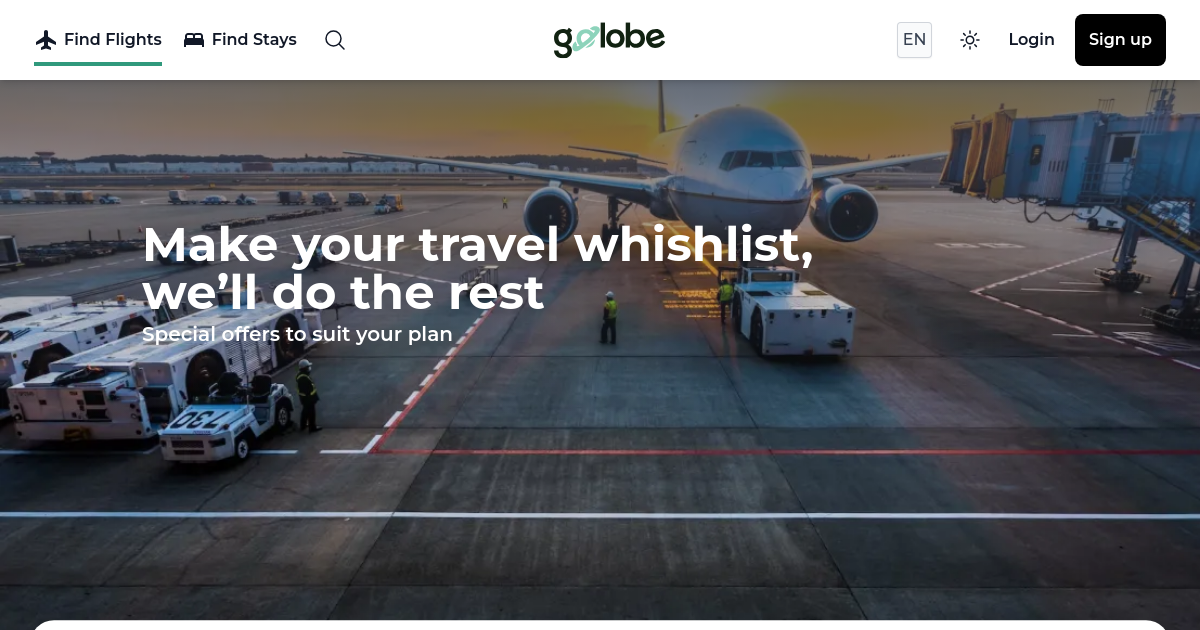 Find Flights
Find Stays
golobe
EN
Login
Sign up
Make your travel whishlist,
we’ll do the rest
Special offers to suit your plan
730